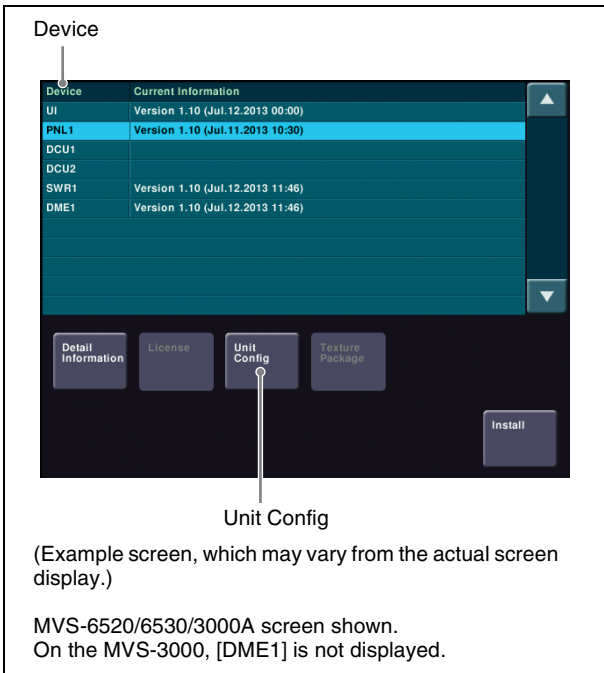 Device
Device Current Information
UI Version 1.10 (Jul.12.2013 00:00)
PNL1 Version 1.10 (Jul.11.2013 10:30)
DCU1
DCU2
SWR1 Version 1.10 (Jul.12.2013 11:46)
DME1 Version 1.10 (Jul.12.2013 11:46)
Detail Information
License
Unit Config
Texture Package
Install
Unit Config
(Example screen, which may vary from the actual screen
display.)
MVS-6520/6530/3000A screen shown.
On the MVS-3000, [DME1] is not displayed.